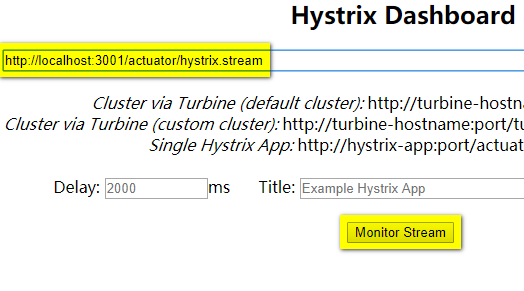 Hystrix Dashboard
http://localhost:3001/actuator/hystrix.stream
Cluster via Turbine (default cluster): http://turbine-hostna
Cluster via Turbine (custom cluster): http://turbine-hostname:port/tu
Single Hystrix App: http://hystrix-app:port/actuat
Delay: 2000 ms Title: Example Hystrix App
Monitor Stream